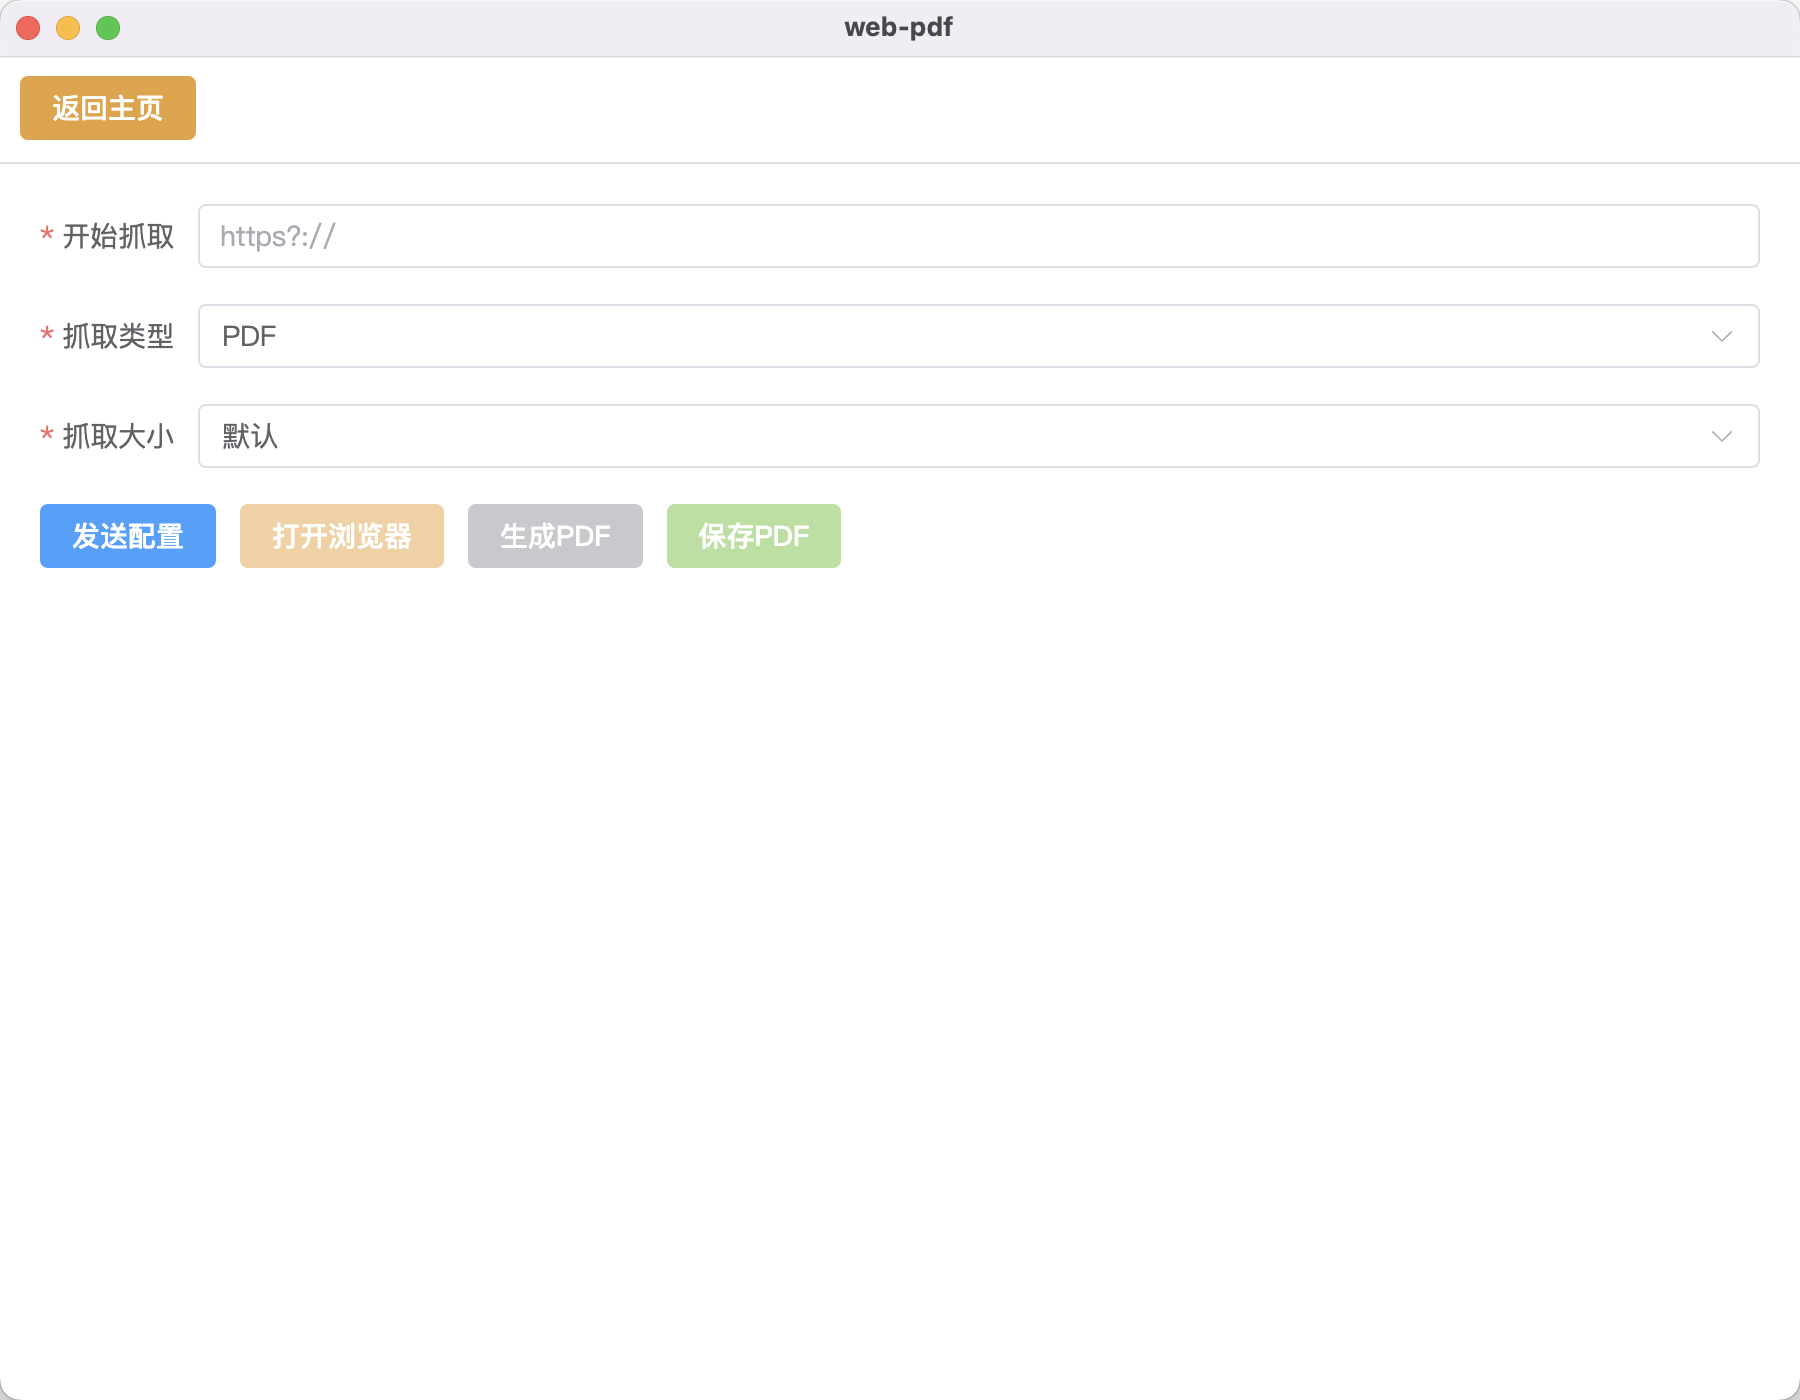 web-pdf
返回主页
* 开始抓取 https?://
* 抓取类型 PDF
* 抓取大小 默认
发送配置 打开浏览器 生成PDF 保存PDF